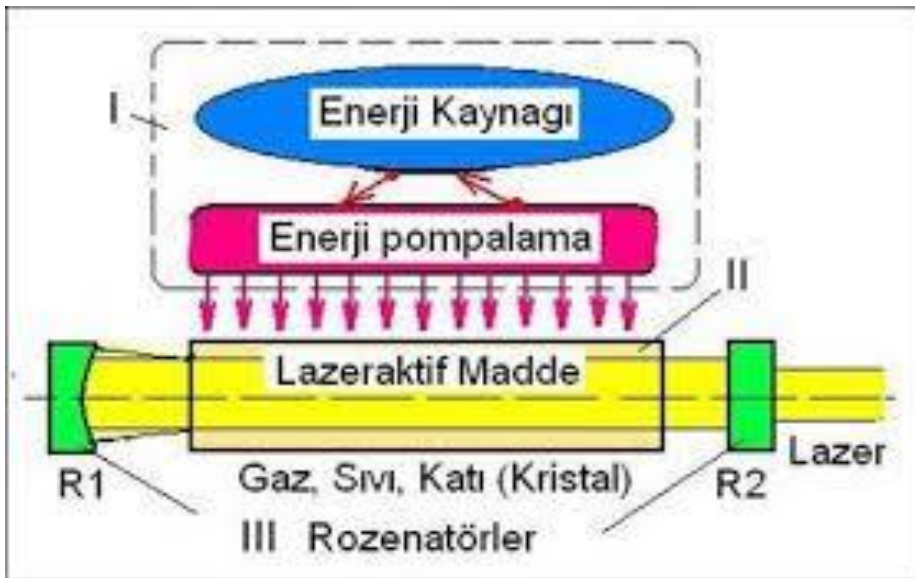 I
Enerji Kaynagı
Enerji pompalama
II
Lazeraktif Madde
R1
Gaz, Sıvı, Katı (Kristal)
R2
Lazer
III Rozenatörler